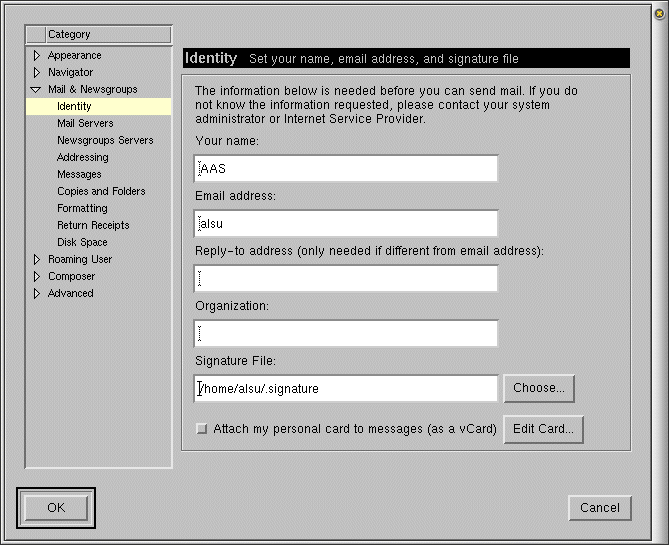 Category
Appearance
Navigator
Mail & Newsgroups
Identity
Mail Servers
Newsgroups Servers
Addressing
Messages
Copies and Folders
Formatting
Return Receipts
Disk Space
Roaming User
Composer
Advanced
Identity Set your name, email address, and signature file
The information below is needed before you can send mail. If you do
not know the information requested, please contact your system
administrator or Internet Service Provider.
Your name:
AAS
Email address:
alsu
Reply-to address (only needed if different from email address):
Organization:
Signature File:
/home/alsu/.signature
Choose...
Attach my personal card to messages (as a vCard)
Edit Card...
OK
Cancel